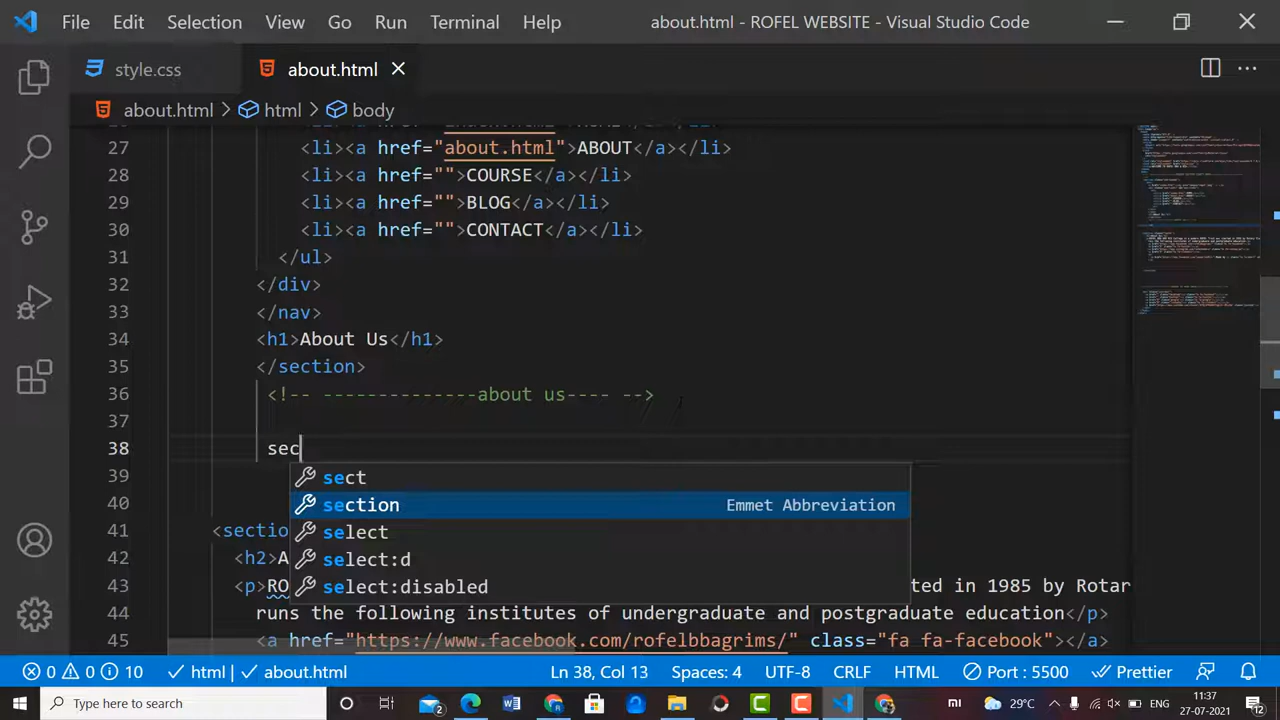 File Edit Selection View Go Run Terminal Help about.html - ROFEL WEBSITE - Visual Studio Code
style.css about.html
about.html > html > body
27 <li><a href="about.html">ABOUT</a></li>
28 <li><a href="">COURSE</a></li>
29 <li><a href="">BLOG</a></li>
30 <li><a href="">CONTACT</a></li>
31 </ul>
32 </div>
33 </nav>
34 <h1>About Us</h1>
35 </section>
36 <!-- --------------about us---- -->
37
38 sec
39 sect
section Emmet Abbreviation
40
select
41 <sectio
select:d
42 <h2>A
select:disabled
43 <p>RO ted in 1985 by Rotar
44 runs the following institutes of undergraduate and postgraduate education</p>
45 <a href="https://www.facebook.com/rofelbbagrims/" class="fa fa-facebook"></a>
0 0 10 html | about.html Ln 38, Col 13 Spaces: 4 UTF-8 CRLF HTML Port : 5500 Prettier
Type here to search 2 29°C 11:37
27-07-2021 12